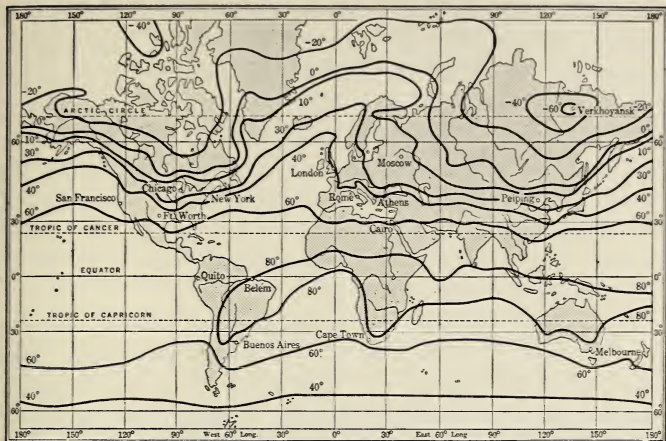 180° 150° 120° 90° 60° 30° 0° 30° 60° 90° 120° 150° 180°
-40° -20°
0°
-20° 10° -40° -60° Verkhoyansk -20°
ARCTIC CIRCLE
30° 0°
60° 60°
10° 40° Moscow 10°
30° London 30°
Chicago Rome Peiping
40° New York Athens 40°
San Francisco
60° Ft. Worth 60°
30° Cairo 30°
TROPIC OF CANCER
80° 80°
EQUATOR
0° Quito 0°
Belem 80°
TROPIC OF CAPRICORN 80°
30° Cape Town 30°
Buenos Aires Melbourne
60° 60° 60°
40° 40° 40°
60° 60°
180° 150° 120° 90° West 60° Long. 30° 0° 30° East 60° Long 90° 120° 150° 180°